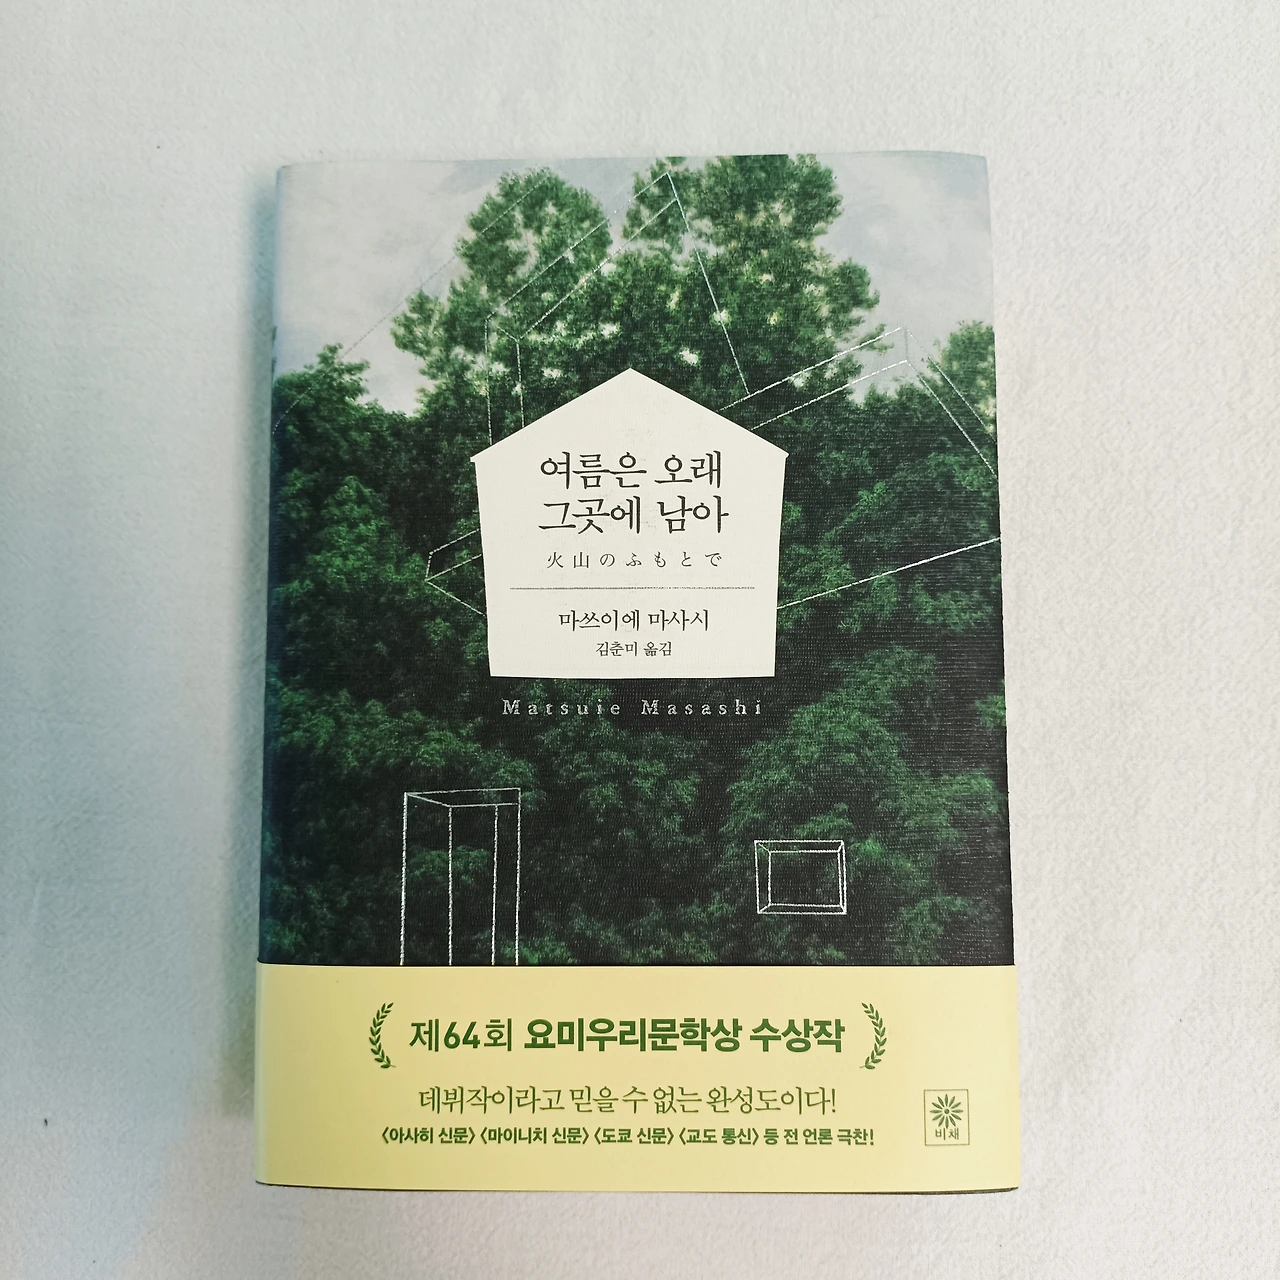 여름은 오래
그곳에 남아
火山のふもとで
마쓰이에 마사시
김춘미 옮김
Matsuie Masashi
제64회 요미우리문학상 수상작
데뷔작이라고 믿을 수 없는 완성도이다!
〈아사히 신문〉 〈마이니치 신문〉 〈도쿄 신문〉 〈교도 통신〉 등 전 언론 극찬!
비채